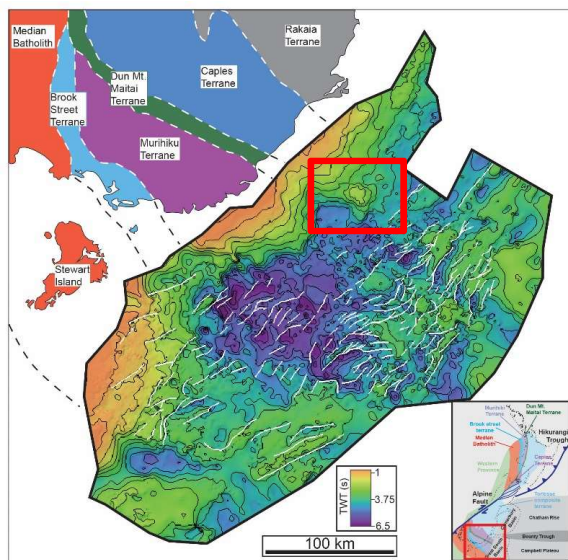 Median
Batholith
Dun Mt.
Maitai
Terrane
Caples
Terrane
Rakaia
Terrane
Brook
Street
Terrane
Murihiku
Terrane
Stewart
Island
TWT (s)
1
3.75
6.5
100 km
Murihiku
Terrane
Dun Mt.
Maitai Terrane
Brook street
terrane
Median
Batholith
Hikurangi
Trough
Caples
Terrane
Western
Province
Alpine
Fault
Chatham Rise
Bounty Trough
Campbell Plateau